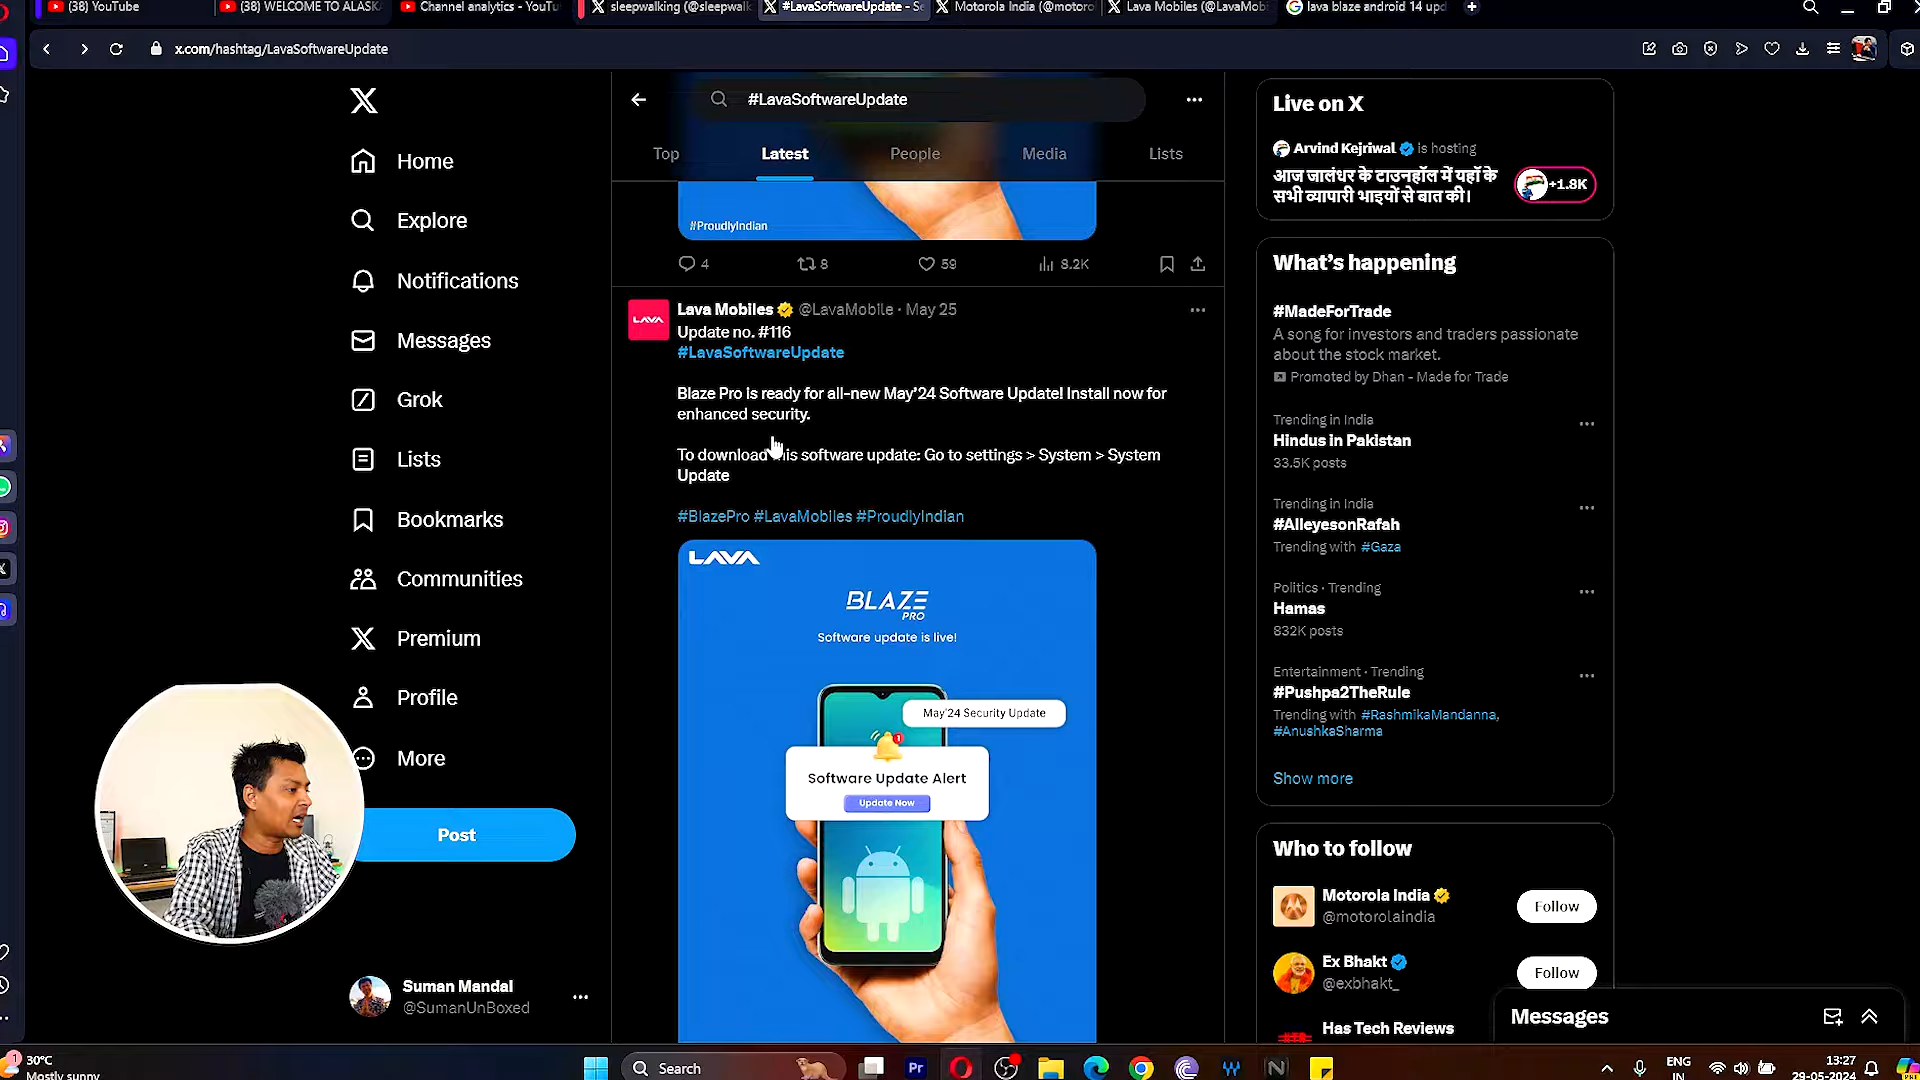 (38) YouTube
(38) WELCOME TO ALASK
Channel analytics - YouTu
sleepwalking (@sleepwalk
#LavaSoftwareUpdate - Se
Motorola India (@motorol
Lava Mobiles (@LavaMobi
lava blaze android 14 upd
x.com/hashtag/LavaSoftwareUpdate
Home
Explore
Notifications
Messages
Grok
Lists
Bookmarks
Communities
Premium
Profile
More
Post
Suman Mandal
@SumanUnBoxed
#LavaSoftwareUpdate
Top
Latest
People
Media
Lists
#ProudlyIndian
4
8
59
8.2K
Lava Mobiles @LavaMobile · May 25
Update no. #116
#LavaSoftwareUpdate
Blaze Pro is ready for all-new May'24 Software Update! Install now for
enhanced security.
To download this software update: Go to settings > System > System
Update
#BlazePro #LavaMobiles #ProudlyIndian
LAVA
LAVA
BLAZE
PRO
Software update is live!
May'24 Security Update
1
Software Update Alert
Update Now
Live on X
Arvind Kejriwal is hosting
आज जालंधर के टाउनहॉल में यहाँ के
सभी व्यापारी भाइयों से बात की।
+1.8K
What's happening
#MadeForTrade
A song for investors and traders passionate
about the stock market.
Promoted by Dhan - Made for Trade
Trending in India
Hindus in Pakistan
33.5K posts
Trending in India
#AlleyesonRafah
Trending with #Gaza
Politics · Trending
Hamas
832K posts
Entertainment · Trending
#Pushpa2TheRule
Trending with #RashmikaMandanna,
#AnushkaSharma
Show more
Who to follow
Motorola India
@motorolaindia
Follow
Ex Bhakt
@exbhakt_
Follow
Has Tech Reviews
Messages
1
30°C
Mostly sunny
Search
Pr
ENG
IN
13:27
29-05-2024